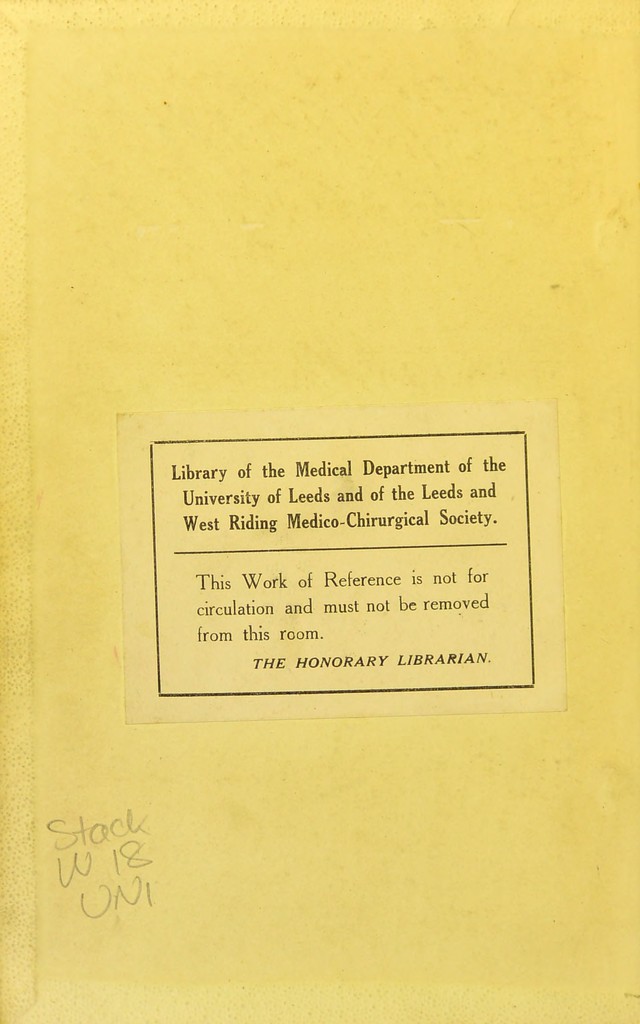 Library of the Medical Department of the
University of Leeds and of the Leeds and
West Riding Medico-Chirurgical Society.
This Work of Reference is not for
circulation and must not be removed
from this room.
THE HONORARY LIBRARIAN.
Stack
W 18
UNI